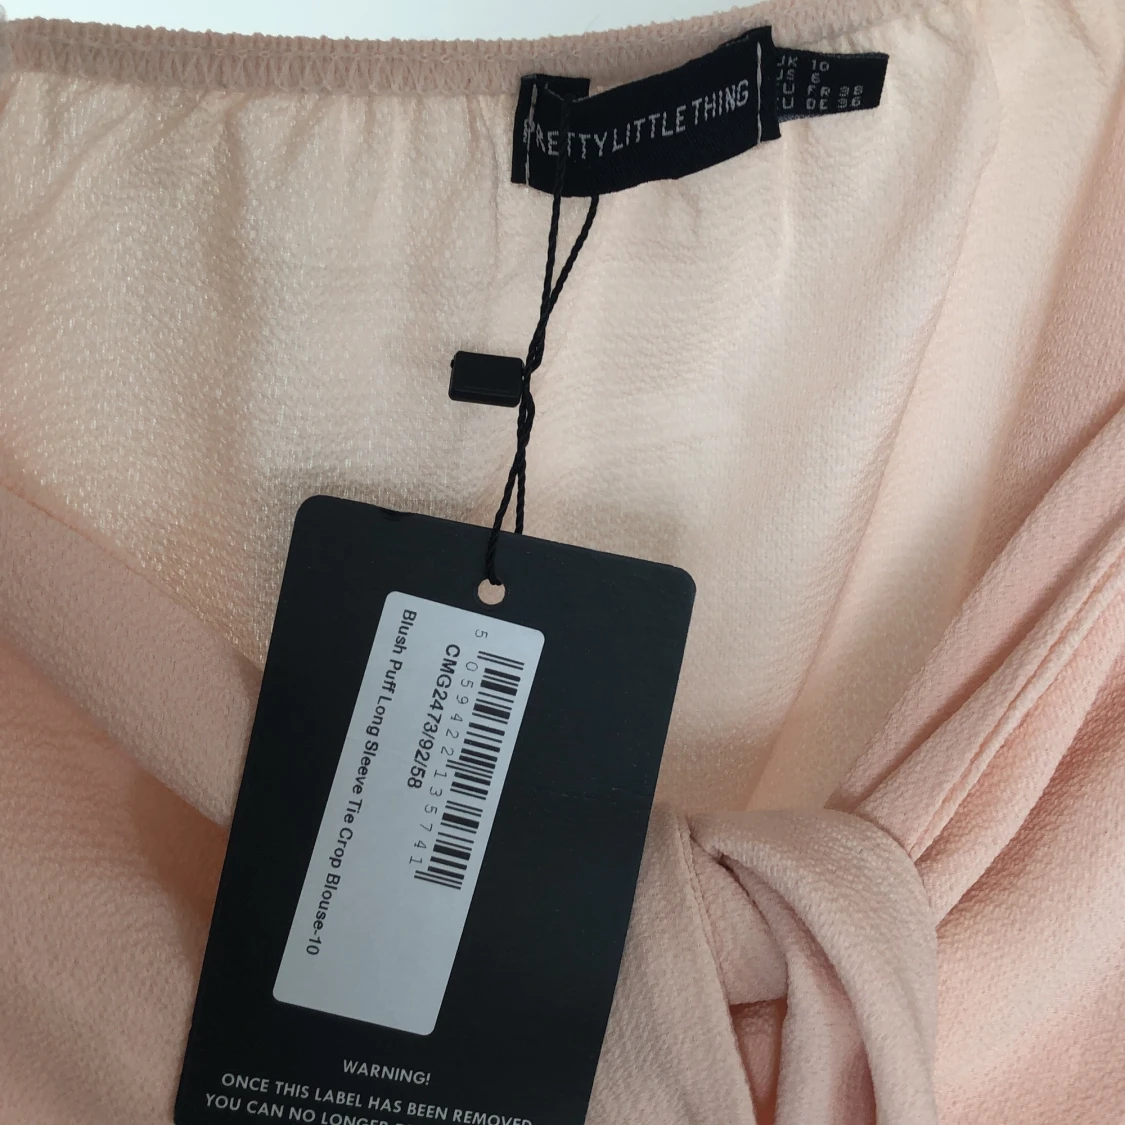 PRETTYLITTLETHING
UK 10
US 6
EU FR 38
EU DE 36
5 059422 135741
CMG2473/92/58
Blush Puff Long Sleeve Tie Crop Blouse-10
WARNING!
ONCE THIS LABEL HAS BEEN REMOVED
YOU CAN NO LONGER